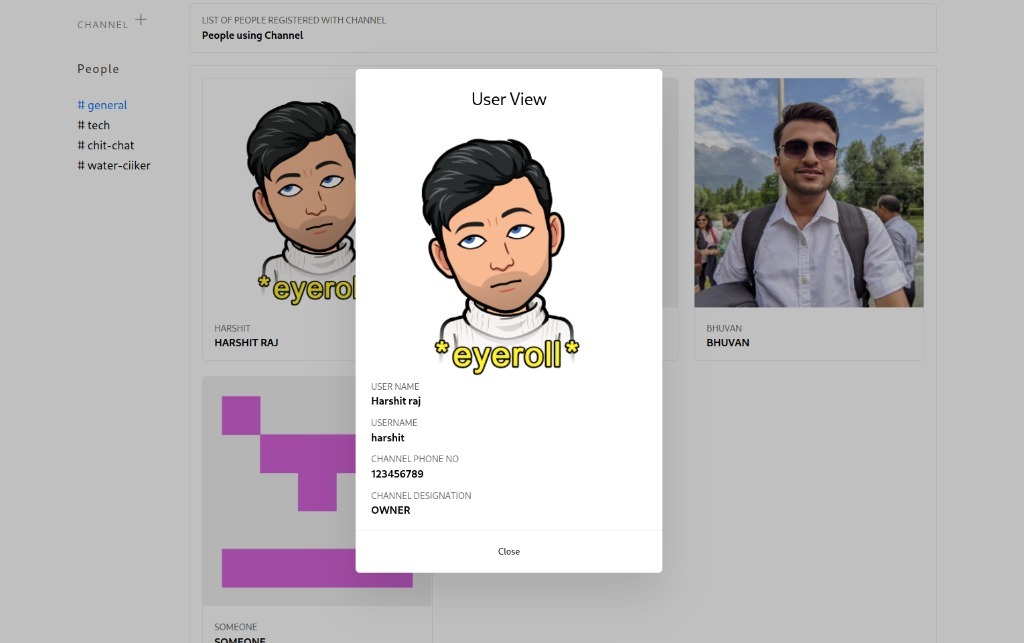 CHANNEL +
People
# general
# tech
# chit-chat
# water-ciiker
LIST OF PEOPLE REGISTERED WITH CHANNEL
People using Channel
*eyerol
HARSHIT
HARSHIT RAJ
BHUVAN
BHUVAN
SOMEONE
SOMEONE
User View
*eyeroll*
USER NAME
Harshit raj
USERNAME
harshit
CHANNEL PHONE NO
123456789
CHANNEL DESIGNATION
OWNER
Close